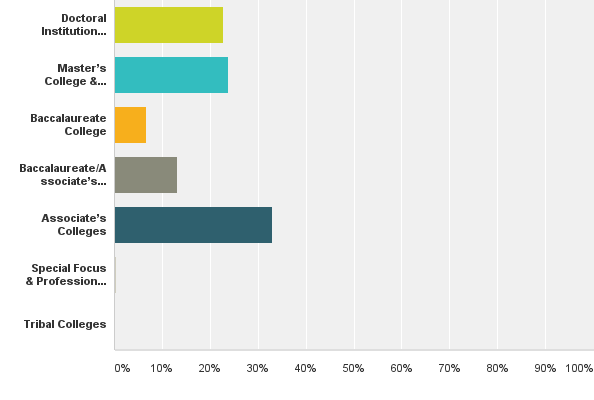 Doctoral
Institution...
Master's
College &...
Baccalaureate
College
Baccalaureate/A
ssociate's...
Associate's
Colleges
Special Focus
& Profession...
Tribal Colleges
0% 10% 20% 30% 40% 50% 60% 70% 80% 90% 100%